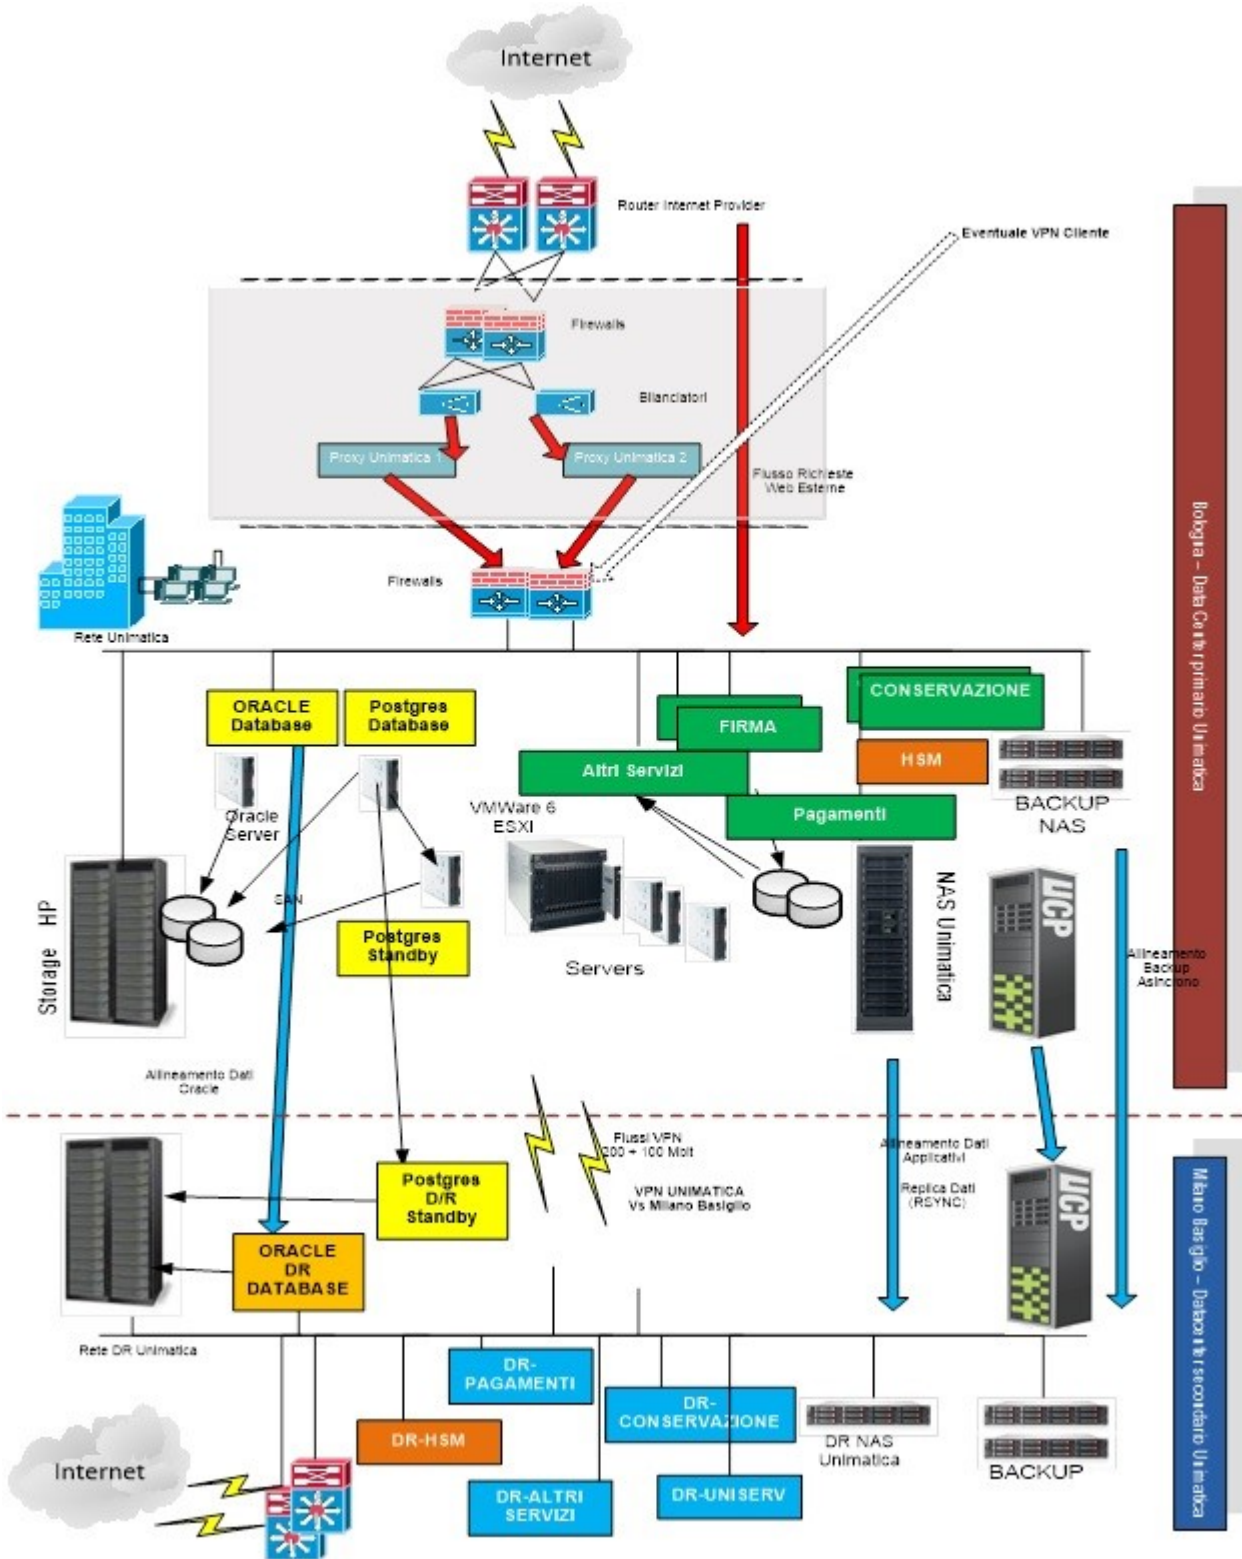 Internet
Router Internet Provider
Eventuale VPN Cliente
Firewalls
Bilanciatori
Proxy Unimatica 1
Proxy Unimatica 2
Flusso Richieste
Web Esterne
Firewalls
Rete Unimatica
Bologna – Data Center primario Unimatica
ORACLE
Database
Postgres
Database
FIRMA
CONSERVAZIONE
Altri Servizi
HSM
Pagamenti
BACKUP
NAS
Oracle
Server
VMWare 6
ESXI
Storage HP
SAN
Postgres
Standby
Servers
NAS Unimatica
UCP
Allineamento
Backup
Asincrono
Allineamento Dati
Oracle
Flussi VPN
200 + 100 Mbit
VPN UNIMATICA
Vs Milano Basiglio
Allineamento Dati
Applicativi
Replica Dati
(RSYNC)
UCP
Postgres
D/R
Standby
ORACLE
DR
DATABASE
Milano Basiglio – Datacenter secondario Unimatica
Rete DR Unimatica
DR-
PAGAMENTI
DR-
CONSERVAZIONE
DR-HSM
DR NAS
Unimatica
BACKUP
Internet
DR-ALTRI
SERVIZI
DR-UNISERV